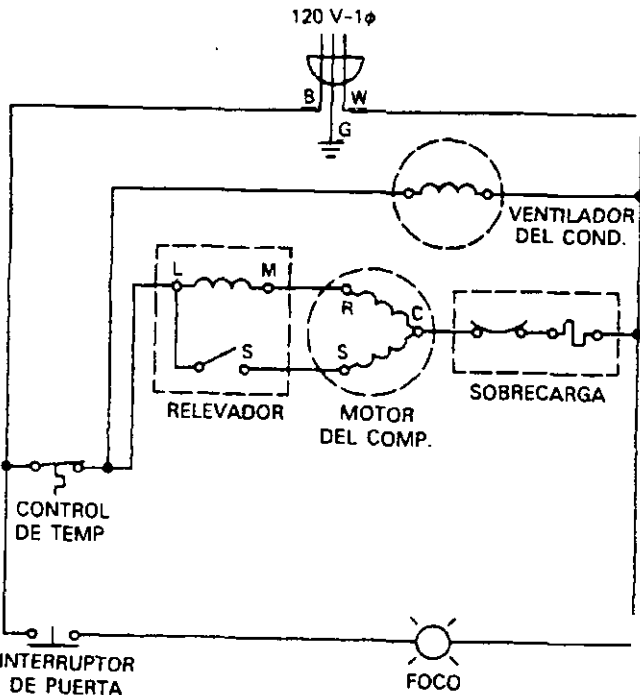 120 V-1ϕ
B W
G
VENTILADOR
DEL COND.
L M
R
C
S
S
RELEVADOR
MOTOR
DEL COMP.
SOBRECARGA
CONTROL
DE TEMP
INTERRUPTOR
DE PUERTA
FOCO